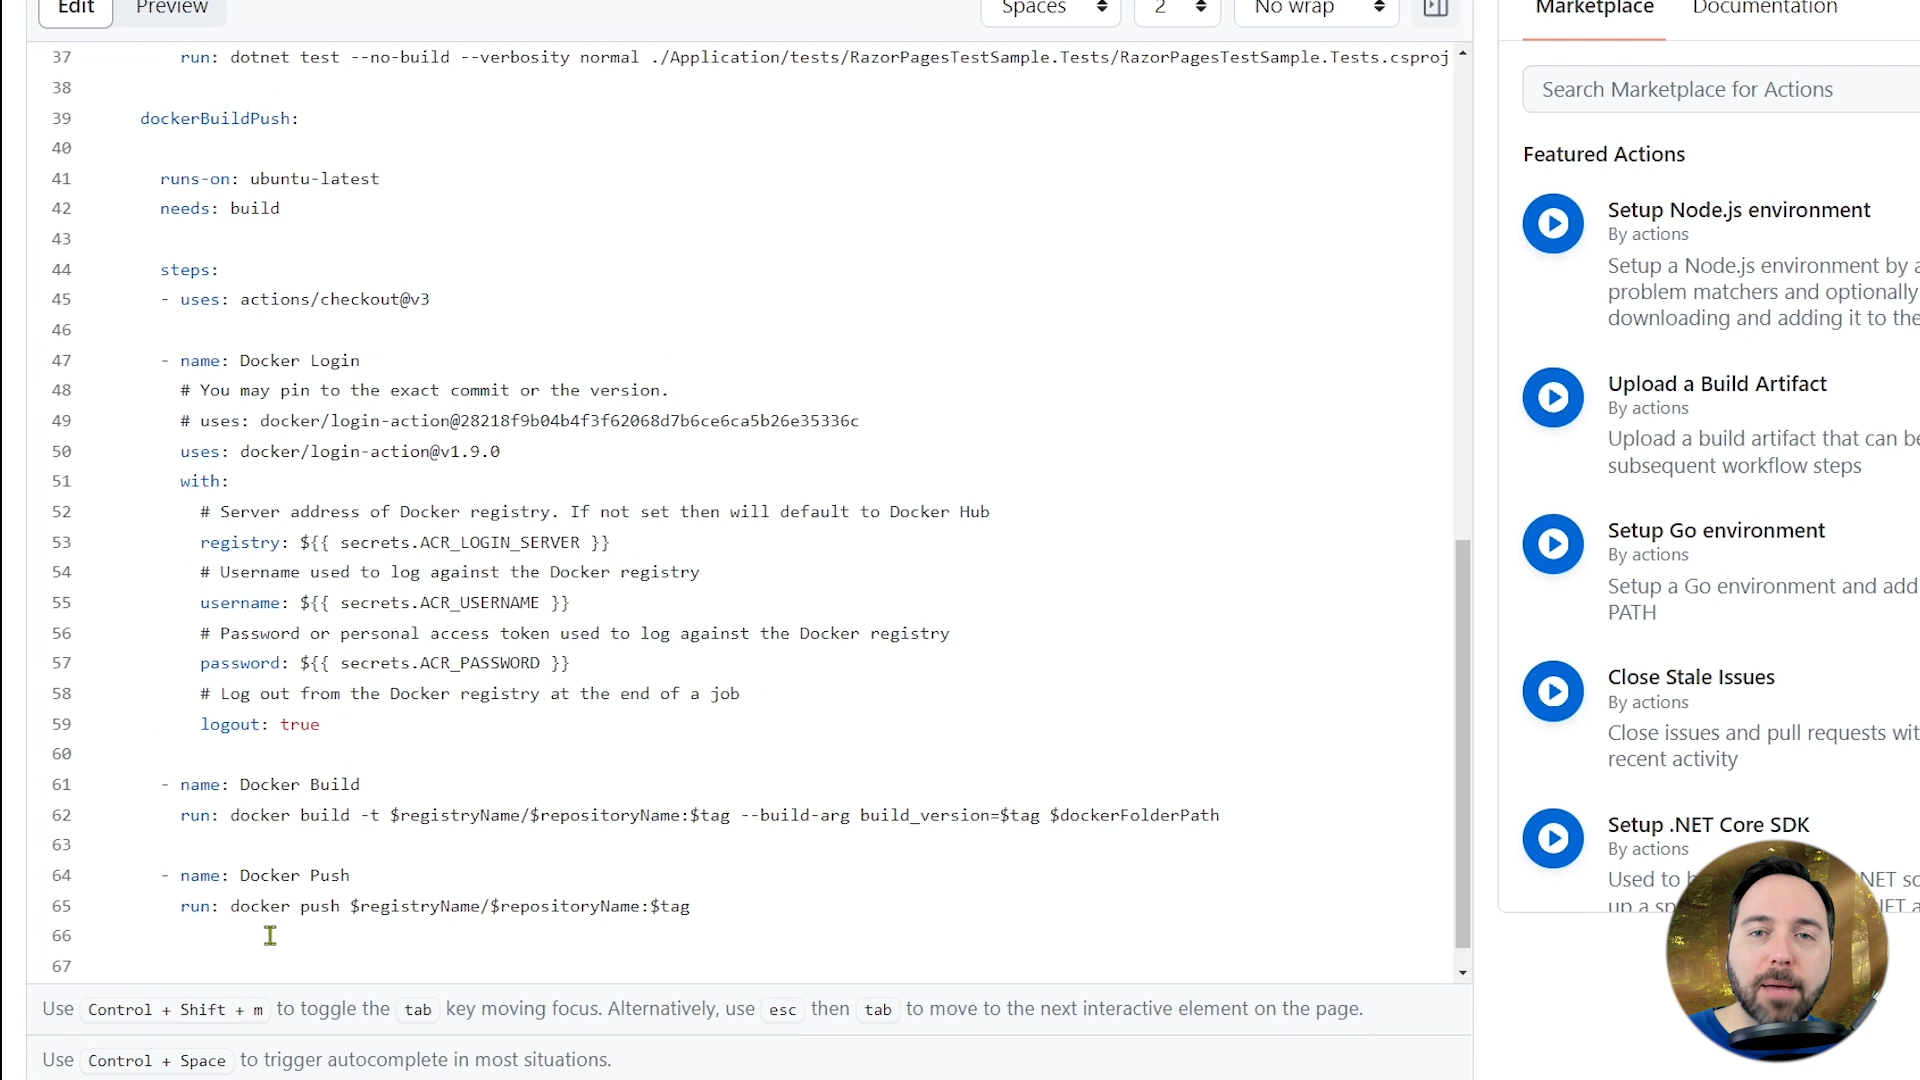 Edit Preview Spaces 2 No wrap
37 run: dotnet test --no-build --verbosity normal ./Application/tests/RazorPagesTestSample.Tests/RazorPagesTestSample.Tests.csproj
38
39 dockerBuildPush:
40
41 runs-on: ubuntu-latest
42 needs: build
43
44 steps:
45 - uses: actions/checkout@v3
46
47 - name: Docker Login
48 # You may pin to the exact commit or the version.
49 # uses: docker/login-action@28218f9b04b4f3f62068d7b6ce6ca5b26e35336c
50 uses: docker/login-action@v1.9.0
51 with:
52 # Server address of Docker registry. If not set then will default to Docker Hub
53 registry: ${{ secrets.ACR_LOGIN_SERVER }}
54 # Username used to log against the Docker registry
55 username: ${{ secrets.ACR_USERNAME }}
56 # Password or personal access token used to log against the Docker registry
57 password: ${{ secrets.ACR_PASSWORD }}
58 # Log out from the Docker registry at the end of a job
59 logout: true
60
61 - name: Docker Build
62 run: docker build -t $registryName/$repositoryName:$tag --build-arg build_version=$tag $dockerFolderPath
63
64 - name: Docker Push
65 run: docker push $registryName/$repositoryName:$tag
66
67
Use Control + Shift + m to toggle the tab key moving focus. Alternatively, use esc then tab to move to the next interactive element on the page.
Use Control + Space to trigger autocomplete in most situations.
Marketplace Documentation
Search Marketplace for Actions
Featured Actions
Setup Node.js environment
By actions
Setup a Node.js environment by a
problem matchers and optionally
downloading and adding it to the
Upload a Build Artifact
By actions
Upload a build artifact that can be
subsequent workflow steps
Setup Go environment
By actions
Setup a Go environment and add
PATH
Close Stale Issues
By actions
Close issues and pull requests wit
recent activity
Setup .NET Core SDK
By actions
Used to
up a